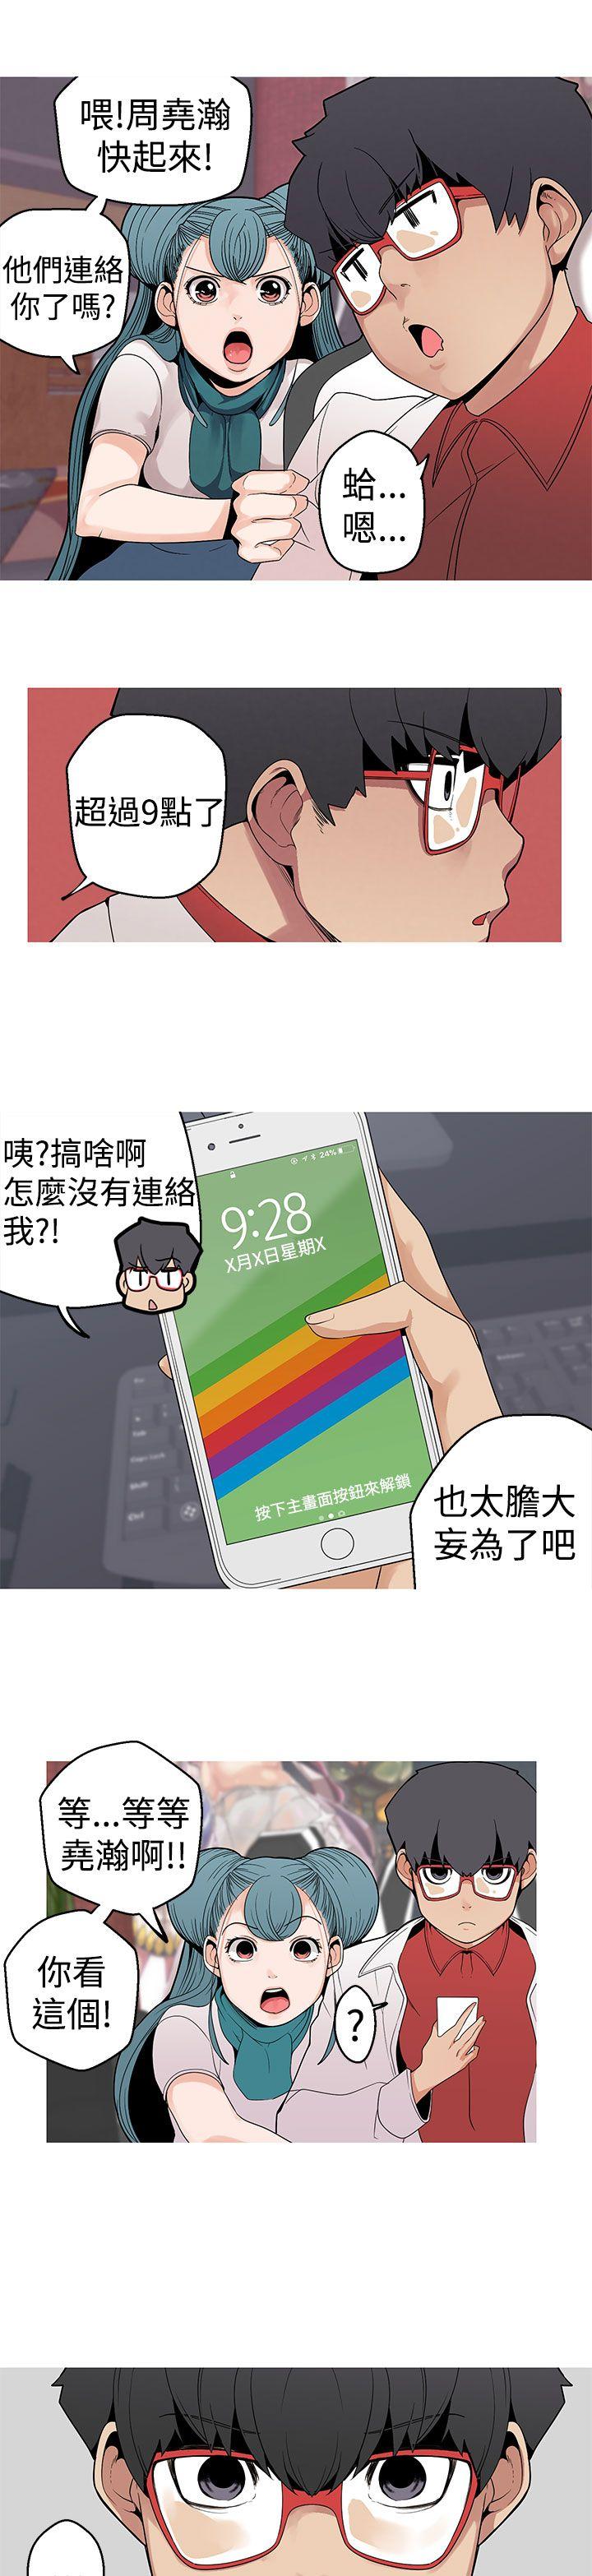 喂!周堯瀚
快起來!
他們連絡
你了嗎?
蛤...
嗯...
超過9點了
咦?搞啥啊
怎麼沒有連絡
我?!
24%
9:28
X月X日星期X
按下主畫面按鈕來解鎖
Ctrl
也太膽大
妄為了吧
等...等等
堯瀚啊!!
你看
這個!
?